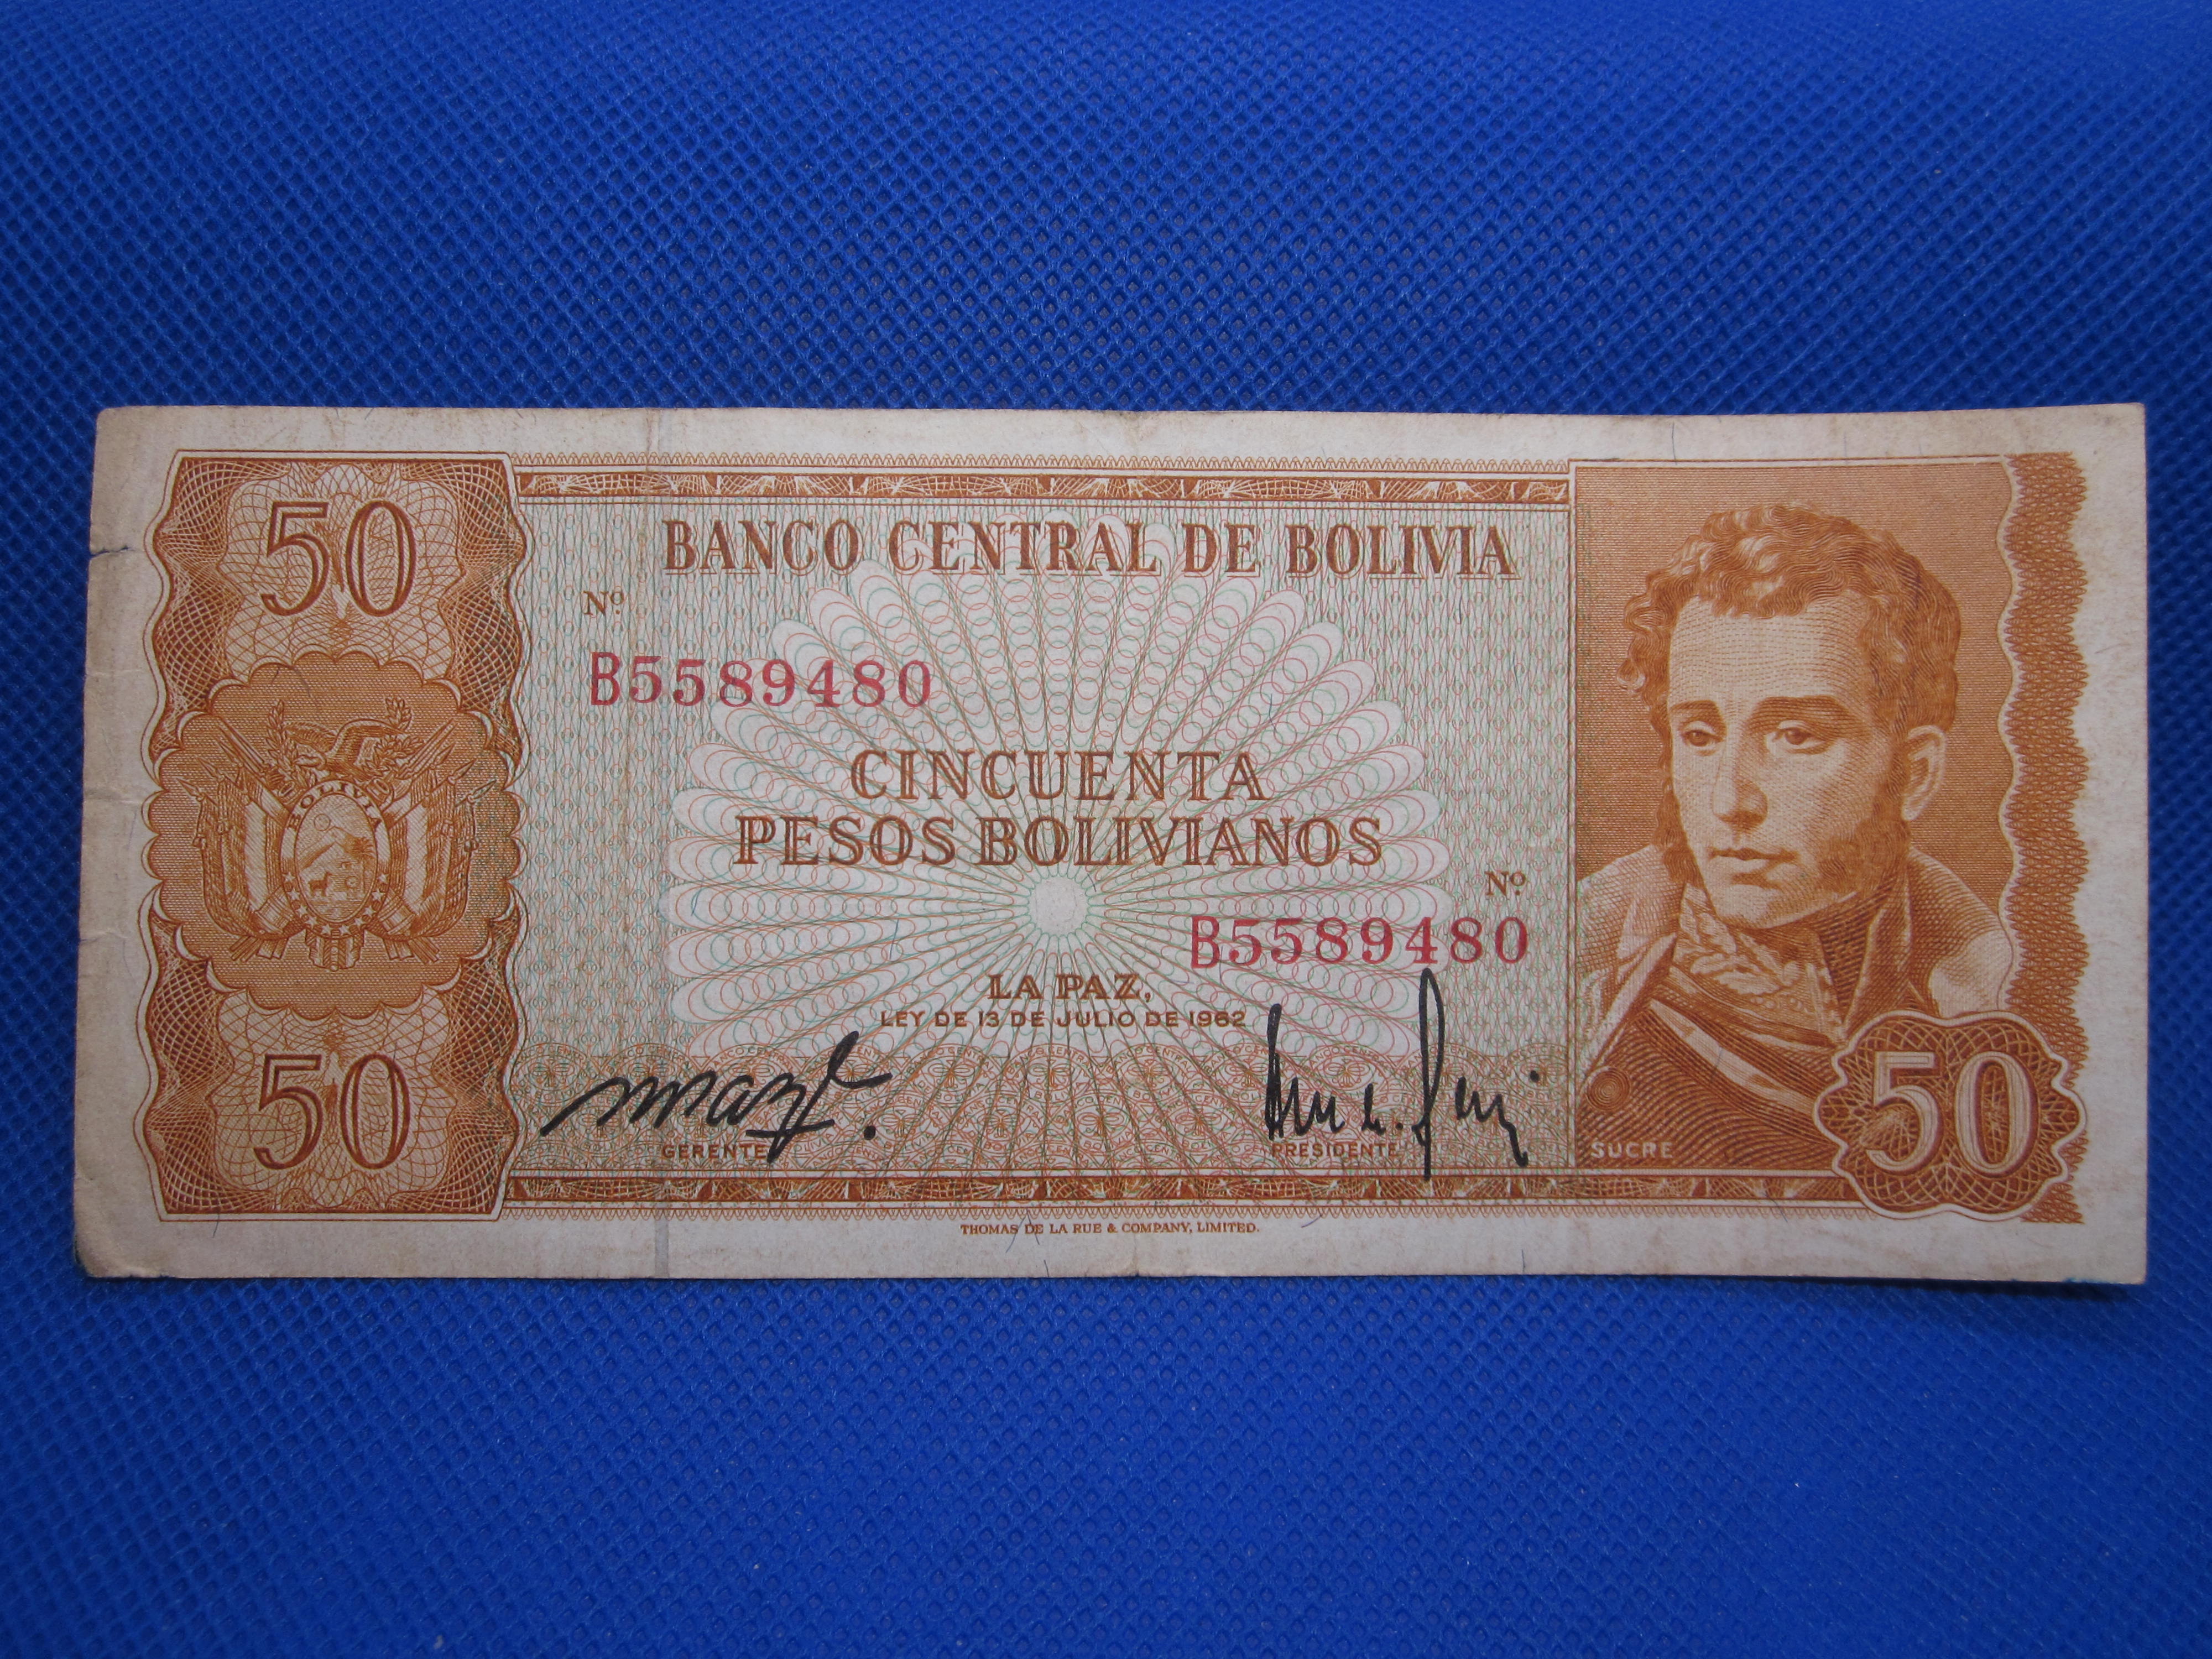 50
BANCO CENTRAL DE BOLIVIA
Nº
B5589480
BOLIVIA
CINCUENTA
PESOS BOLIVIANOS
Nº
B5589480
LA PAZ,
LEY DE 13 DE JULIO DE 1962
50
GERENTE
PRESIDENTE
SUCRE
50
THOMAS DE LA RUE & COMPANY, LIMITED.